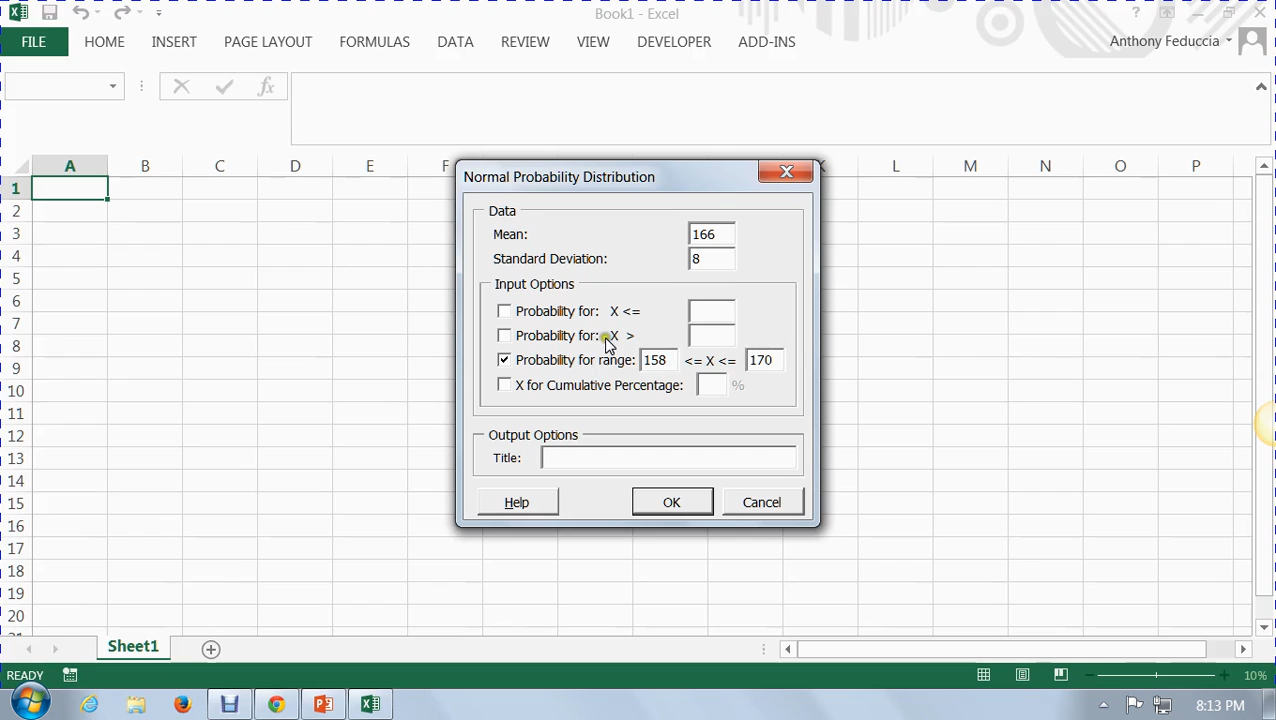 Book1 - Excel
?
FILE HOME INSERT PAGE LAYOUT FORMULAS DATA REVIEW VIEW DEVELOPER ADD-INS Anthony Feduccia
fx
A B C D E F L M N O P
1
2
3
4
5
6
7
8
9
10
11
12
13
14
15
16
17
18
19
20
Normal Probability Distribution
X
Data
Mean: 166
Standard Deviation: 8
Input Options
Probability for: X <=
Probability for: X >
Probability for range: 158 <= X <= 170
X for Cumulative Percentage: %
Output Options
Title:
Help OK Cancel
Sheet1
READY 10%
8:13 PM